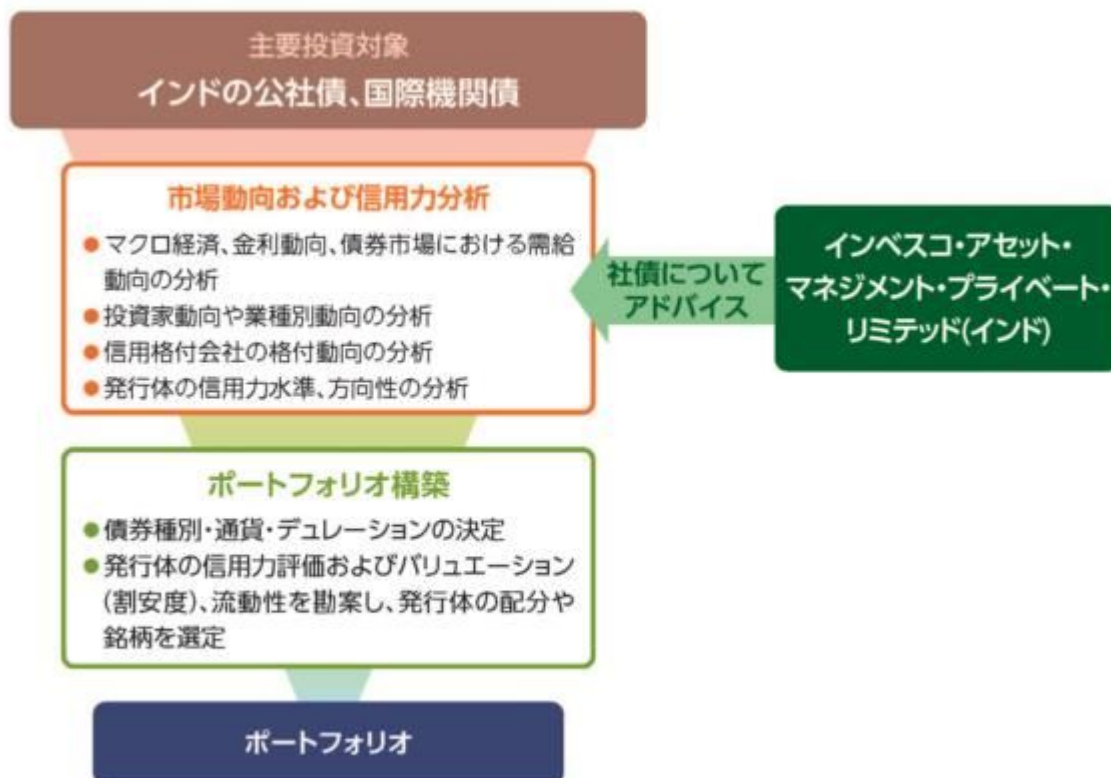 主要投資対象
インドの公社債、国際機関債
市場動向および信用力分析
●マクロ経済、金利動向、債券市場における需給
動向の分析
●投資家動向や業種別動向の分析
●信用格付会社の格付動向の分析
●発行体の信用力水準、方向性の分析
社債について
アドバイス
インベスコ・アセット・
マネジメント・プライベート・
リミテッド(インド)
ポートフォリオ構築
●債券種別・通貨・デュレーションの決定
●発行体の信用力評価およびバリュエーション
(割安度)、流動性を勘案し、発行体の配分や
銘柄を選定
ポートフォリオ